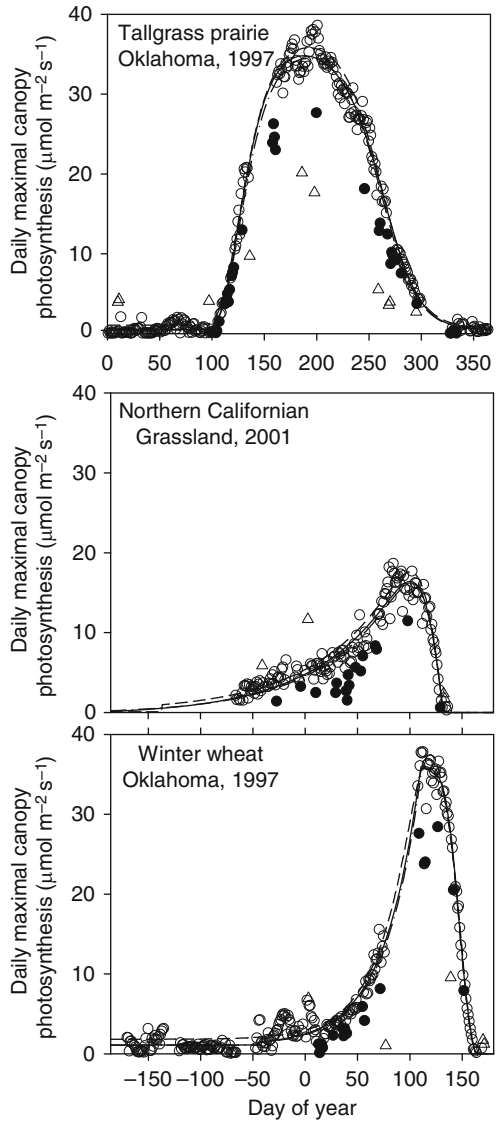 Tallgrass prairie
Oklahoma, 1997
Daily maximal canopy
photosynthesis (μmol m−2 s−1)
40
30
20
10
0
0 50 100 150 200 250 300 350
Northern Californian
Grassland, 2001
Daily maximal canopy
photosynthesis (μmol m−2 s−1)
40
30
20
10
0
Winter wheat
Oklahoma, 1997
Daily maximal canopy
photosynthesis (μmol m−2 s−1)
40
30
20
10
0
−150 −100 −50 0 50 100 150
Day of year